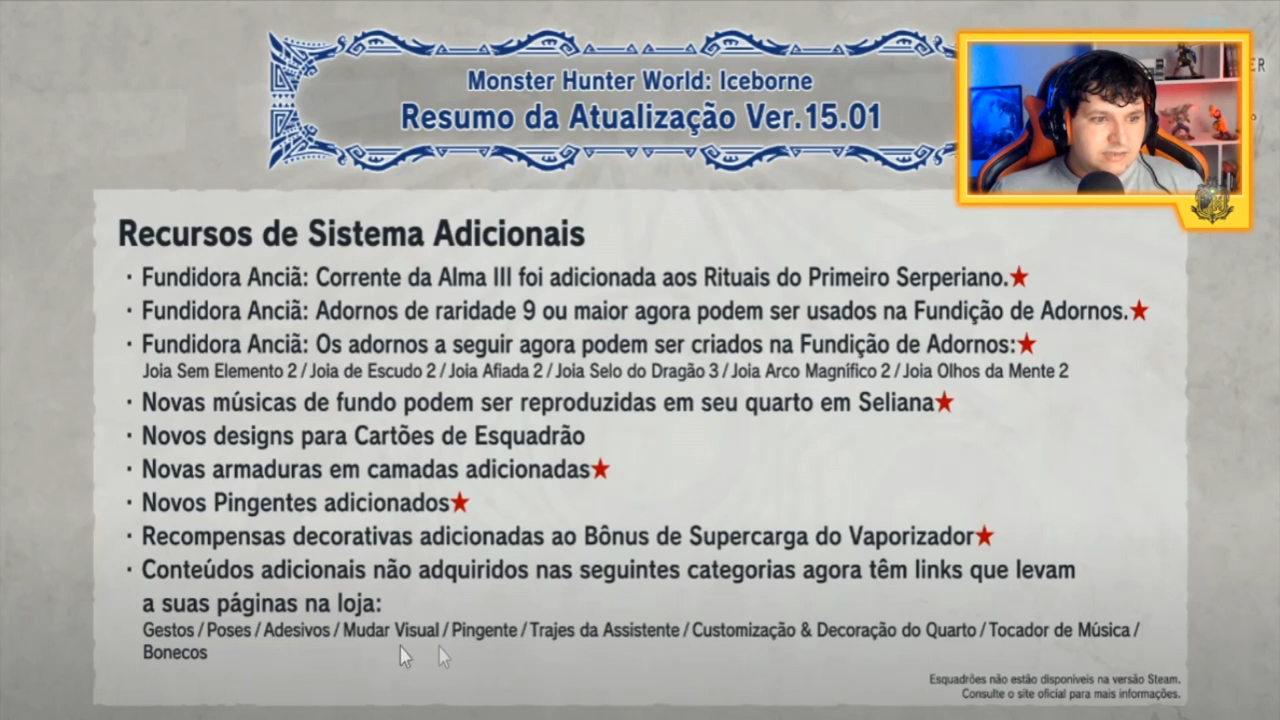 Monster Hunter World: Iceborne
Resumo da Atualização Ver.15.01
ER
Recursos de Sistema Adicionais
· Fundidora Anciã: Corrente da Alma III foi adicionada aos Rituais do Primeiro Serperiano.★
· Fundidora Anciã: Adornos de raridade 9 ou maior agora podem ser usados na Fundição de Adornos.★
· Fundidora Anciã: Os adornos a seguir agora podem ser criados na Fundição de Adornos:★
Joia Sem Elemento 2 / Joia de Escudo 2 / Joia Afiada 2 / Joia Selo do Dragão 3 / Joia Arco Magnífico 2 / Joia Olhos da Mente 2
· Novas músicas de fundo podem ser reproduzidas em seu quarto em Seliana★
· Novos designs para Cartões de Esquadrão
· Novas armaduras em camadas adicionadas★
· Novos Pingentes adicionados★
· Recompensas decorativas adicionadas ao Bônus de Supercarga do Vaporizador★
· Conteúdos adicionais não adquiridos nas seguintes categorias agora têm links que levam
a suas páginas na loja:
Gestos / Poses / Adesivos / Mudar Visual / Pingente / Trajes da Assistente / Customização & Decoração do Quarto / Tocador de Música /
Bonecos
Esquadrões não estão disponíveis na versão Steam.
Consulte o site oficial para mais informações.